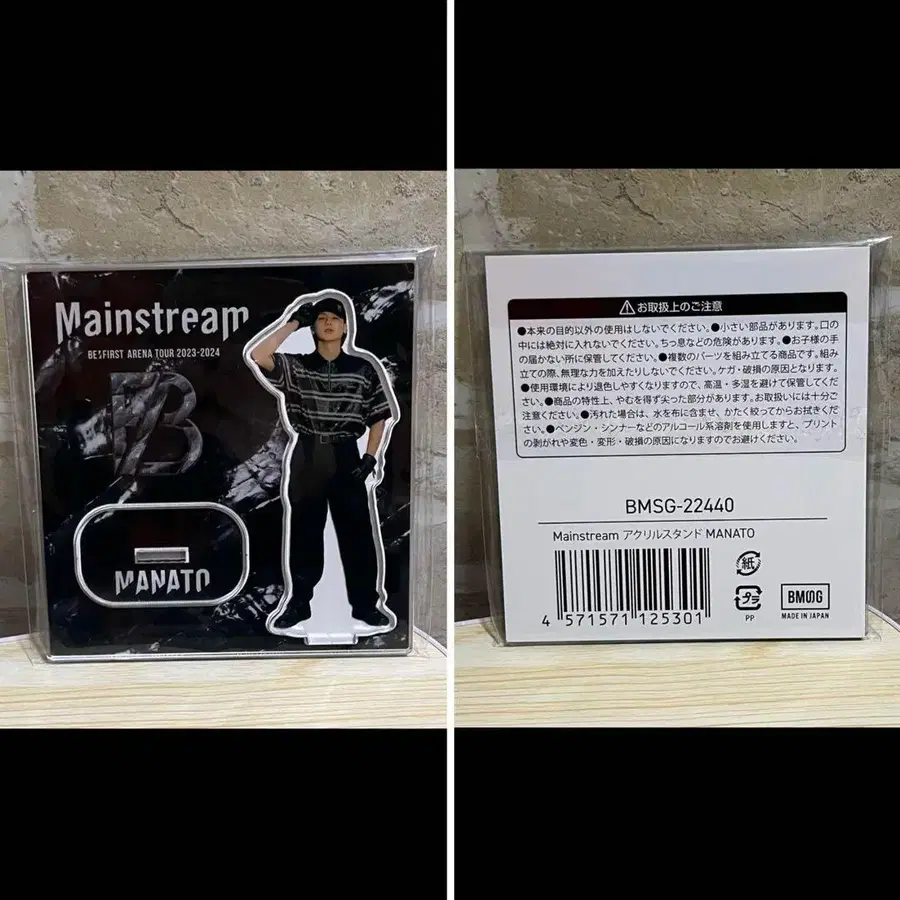 Mainstream
BE:FIRST ARENA TOUR 2023-2024
B
MANATO
⚠お取扱上のご注意
●本来の目的以外の使用はしないでください。●小さい部品があります。口の
中には絶対に入れないでください。ちっ息などの危険があります。●お子様の手
の届かない所に保管してください。●複数のパーツを組み立てる商品です。組み
立ての際、無理な力を加えたりしないでください。ケガ・破損の原因となります。
●使用環境により退色しやすくなりますので、高温・多湿を避けて保管してくだ
さい。●商品の特性上、やむを得ず尖った部分があります。お取扱いには十分ご
注意ください。●汚れた場合は、水を布に含ませ、かたく絞ってからお拭きくだ
さい。●ベンジン・シンナーなどのアルコール系溶剤を使用しますと、プリント
の剥がれや変色・変形・破損の原因になりますのでお避けください。
BMSG-22440
Mainstream アクリルスタンド MANATO
4 571571 125301
紙
プラ
PP
BMSG
MADE IN JAPAN